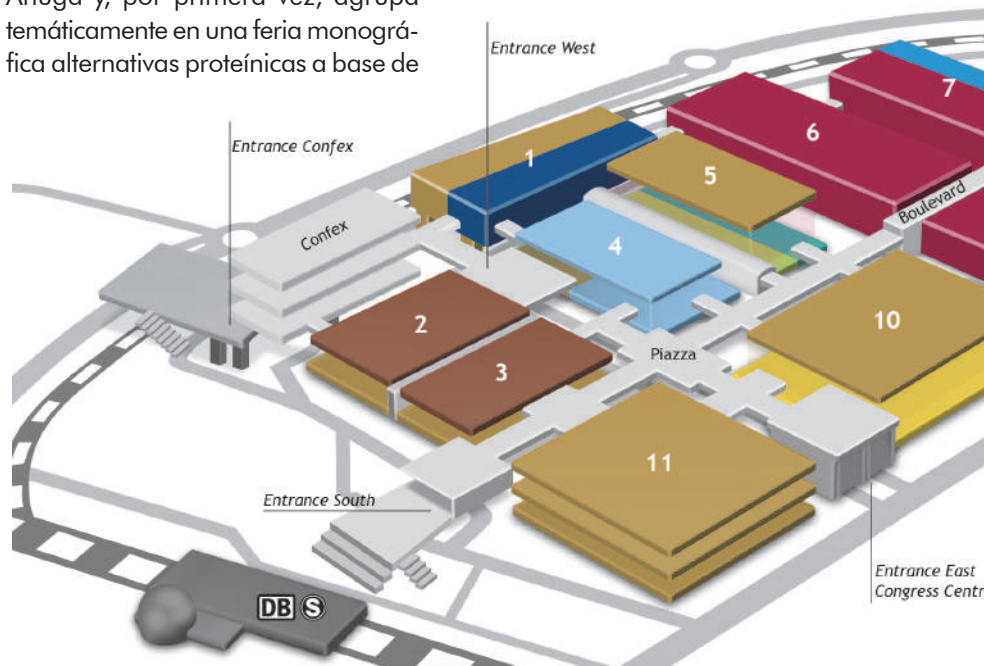 Anuga y, por primera vez, agrupa
temáticamente en una feria monográ-
fica alternativas proteínicas a base de
Entrance West
7
6
Entrance Confex
1
5
Boulevard
Confex
4
2
10
Piazza
3
11
Entrance South
Entrance East
Congress Centr
DB S